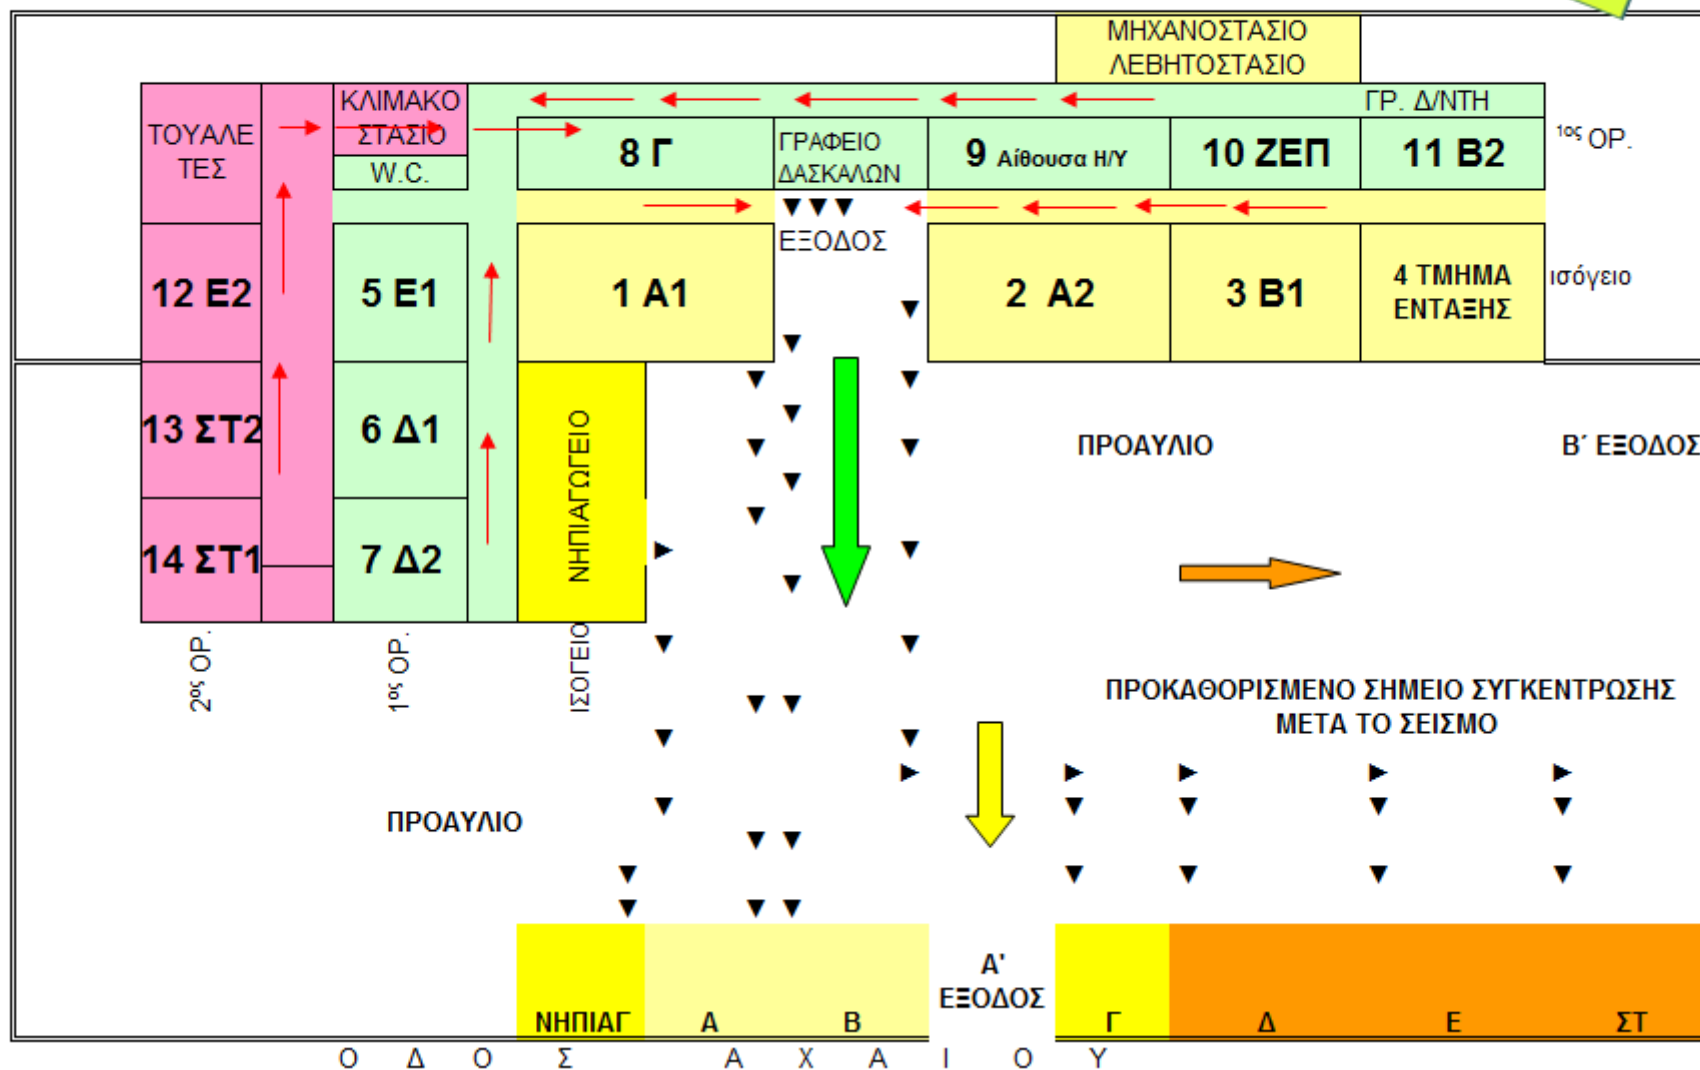 ΜΗΧΑΝΟΣΤΑΣΙΟ
ΛΕΒΗΤΟΣΤΑΣΙΟ
ΚΛΙΜΑΚΟ
ΣΤΑΣΙΟ
ΓΡ. Δ/ΝΤΗ
ΤΟΥΑΛΕ
ΤΕΣ
W.C.
8 Γ
ΓΡΑΦΕΙΟ
ΔΑΣΚΑΛΩΝ
9 Αίθουσα Η/Υ
10 ΖΕΠ
11 Β2
1ος ΟΡ.
ΕΞΟΔΟΣ
12 Ε2
5 Ε1
1 Α1
2 Α2
3 Β1
4 ΤΜΗΜΑ
ΕΝΤΑΞΗΣ
ισόγειο
13 ΣΤ2
6 Δ1
ΝΗΠΙΑΓΩΓΕΙΟ
ΠΡΟΑΥΛΙΟ
Β΄ ΕΞΟΔΟΣ
14 ΣΤ1
7 Δ2
2ος ΟΡ.
1ος ΟΡ.
ΙΣΟΓΕΙΟ
ΠΡΟΚΑΘΟΡΙΣΜΕΝΟ ΣΗΜΕΙΟ ΣΥΓΚΕΝΤΡΩΣΗΣ
ΜΕΤΑ ΤΟ ΣΕΙΣΜΟ
ΠΡΟΑΥΛΙΟ
Α'
ΕΞΟΔΟΣ
ΝΗΠΙΑΓ Α Β Γ Δ Ε ΣΤ
Ο Δ Ο Σ Α Χ Α Ι Ο Υ